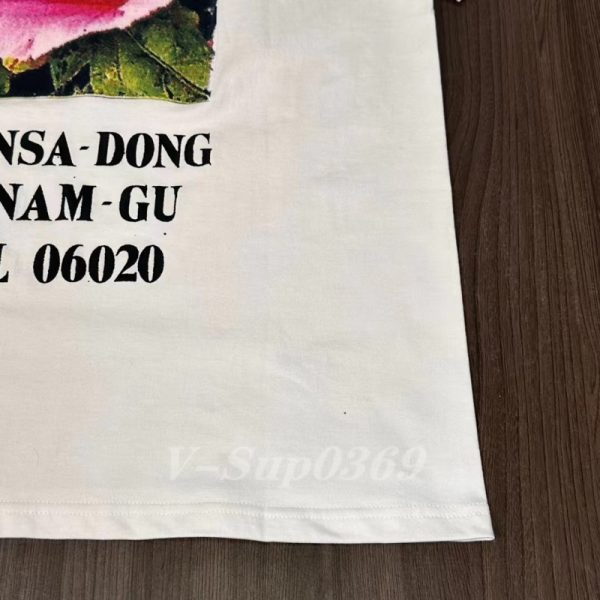 NSA-DONG
NAM-GU
L 06020
V-Sup0369